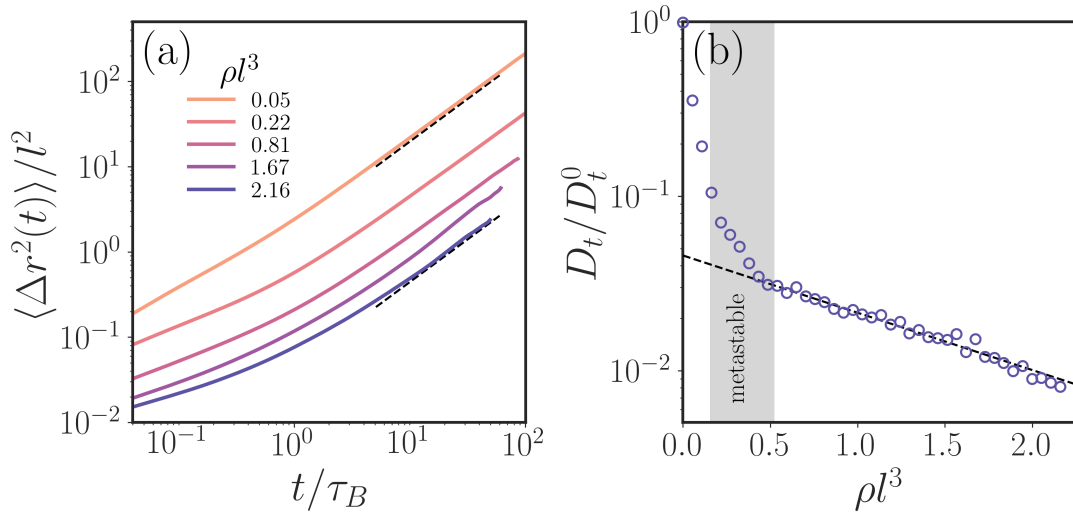 (a)
ρl³
0.05
0.22
0.81
1.67
2.16
⟨Δr²(t)⟩/l²
10²
10¹
10⁰
10⁻¹
10⁻²
10⁻¹ 10⁰ 10¹ 10²
t/τ_B
(b)
metastable
D_t/D_t⁰
10⁰
10⁻¹
10⁻²
0.0 0.5 1.0 1.5 2.0
ρl³